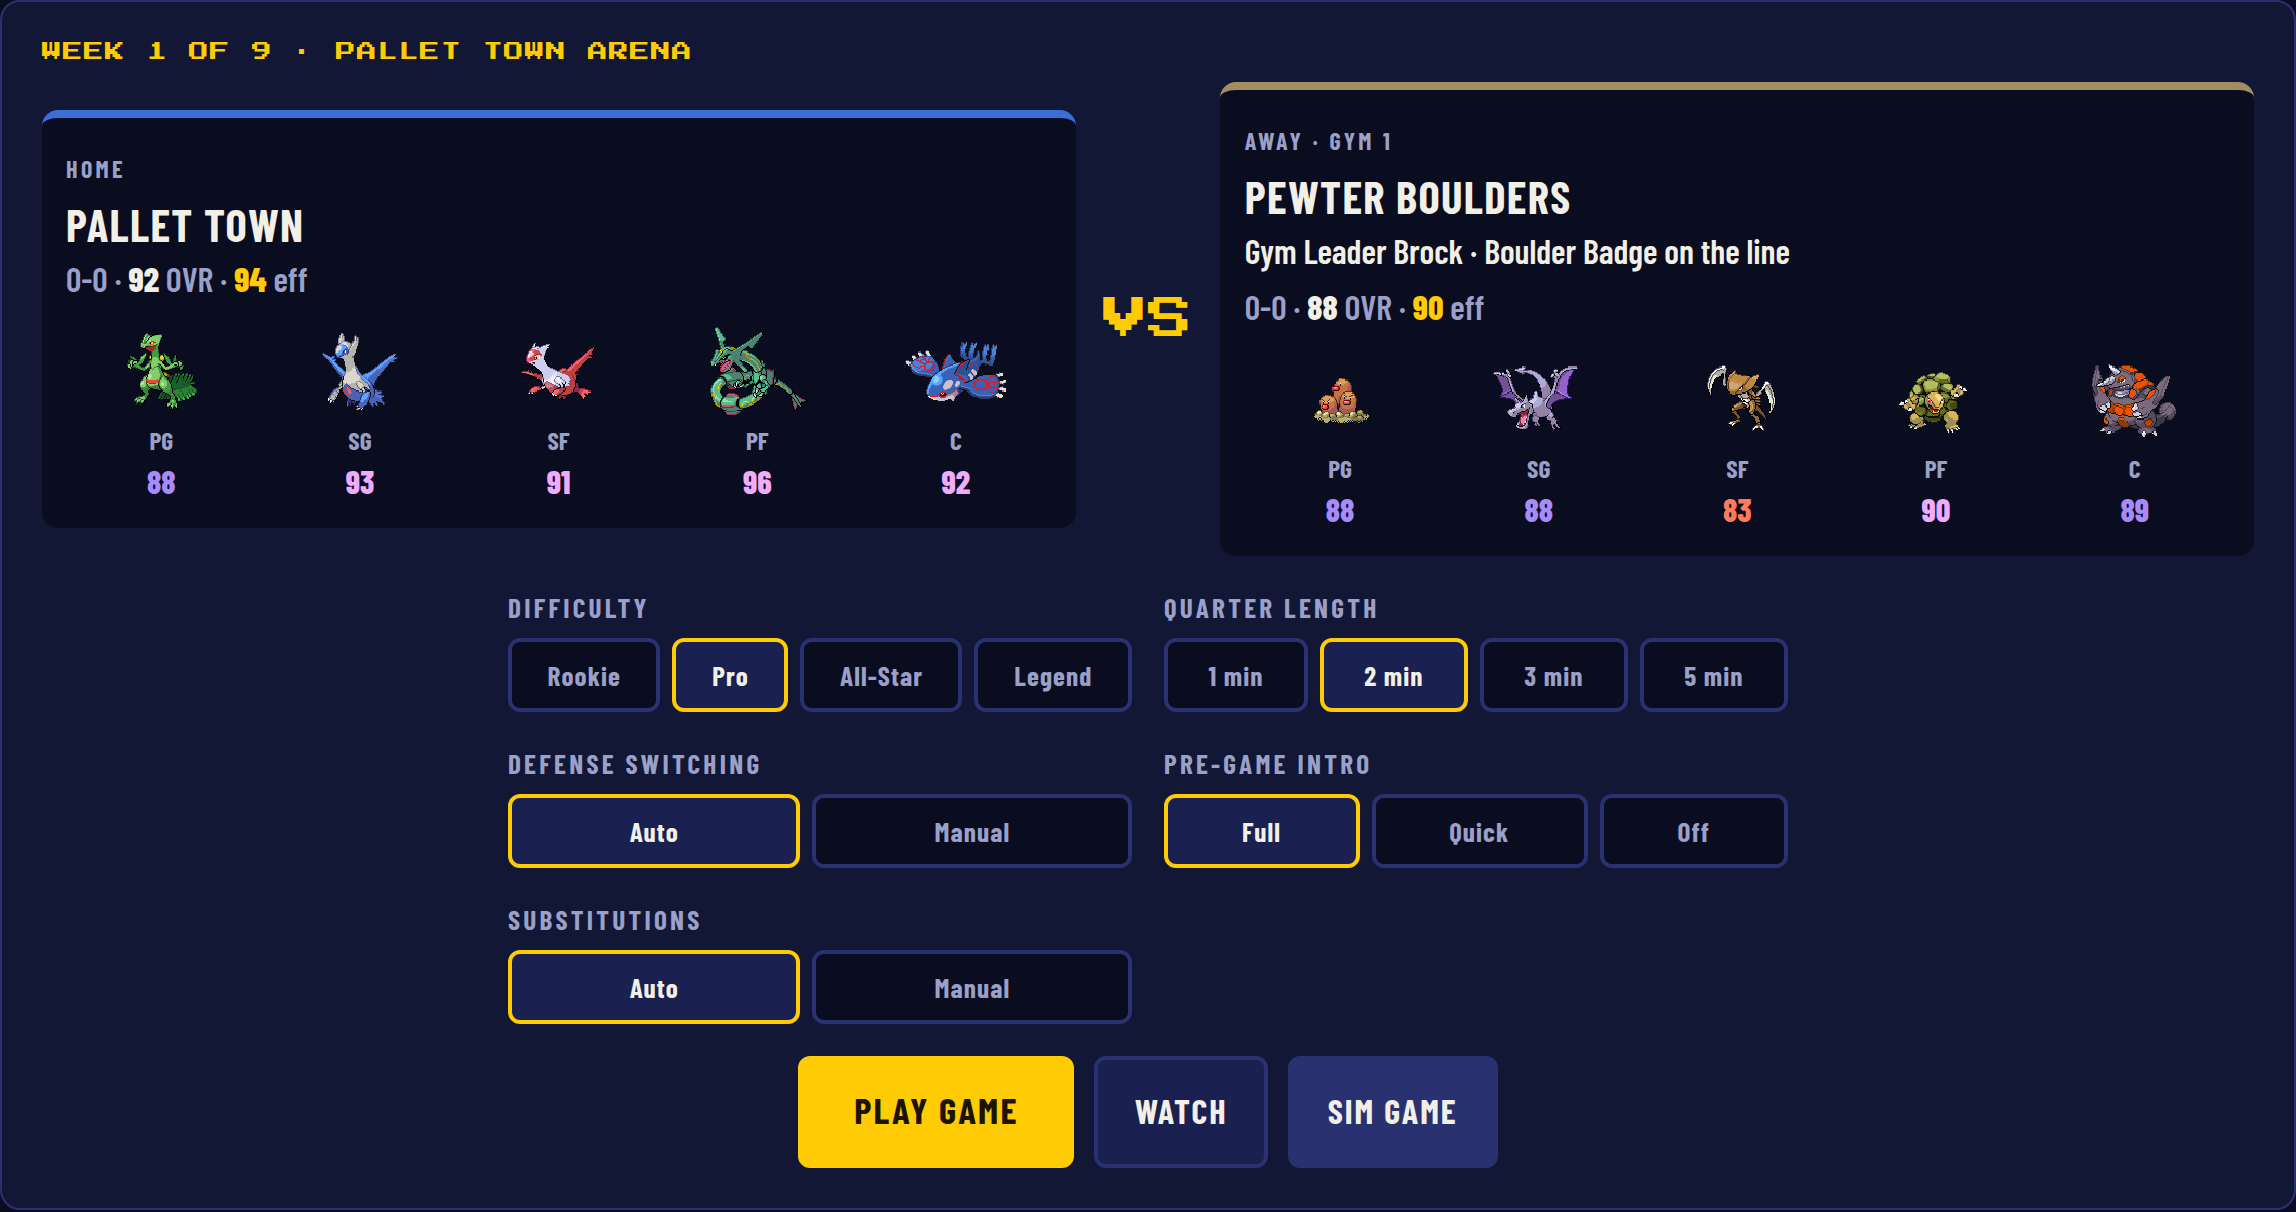 WEEK 1 OF 9 · PALLET TOWN ARENA
HOME
PALLET TOWN
0-0 · 92 OVR · 94 eff
PG SG SF PF C
88 93 91 96 92
VS
AWAY · GYM 1
PEWTER BOULDERS
Gym Leader Brock · Boulder Badge on the line
0-0 · 88 OVR · 90 eff
PG SG SF PF C
88 88 83 90 89
DIFFICULTY
Rookie Pro All-Star Legend
QUARTER LENGTH
1 min 2 min 3 min 5 min
DEFENSE SWITCHING
Auto Manual
PRE-GAME INTRO
Full Quick Off
SUBSTITUTIONS
Auto Manual
PLAY GAME WATCH SIM GAME